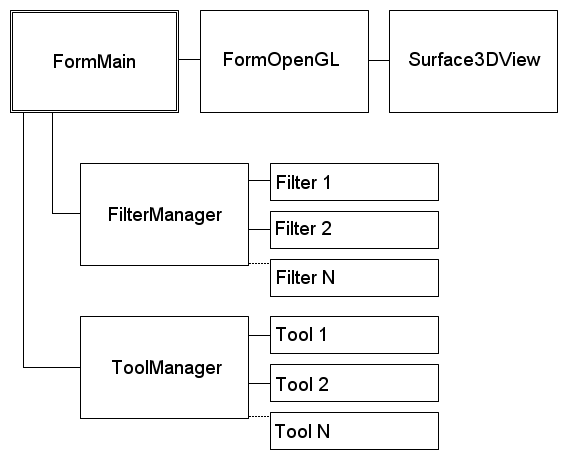 FormMain
FormOpenGL
Surface3DView
FilterManager
Filter 1
Filter 2
Filter N
ToolManager
Tool 1
Tool 2
Tool N